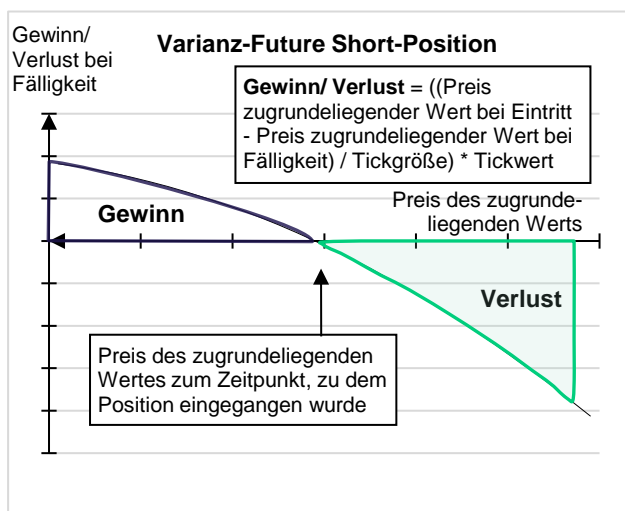 Gewinn/
Verlust bei
Fälligkeit
Varianz-Future Short-Position
Gewinn/ Verlust = ((Preis
zugrundeliegender Wert bei Eintritt
- Preis zugrundeliegender Wert bei
Fälligkeit) / Tickgröße) * Tickwert
Preis des zugrunde-
liegenden Werts
Gewinn
Verlust
Preis des zugrundeliegenden
Wertes zum Zeitpunkt, zu dem
Position eingegangen wurde